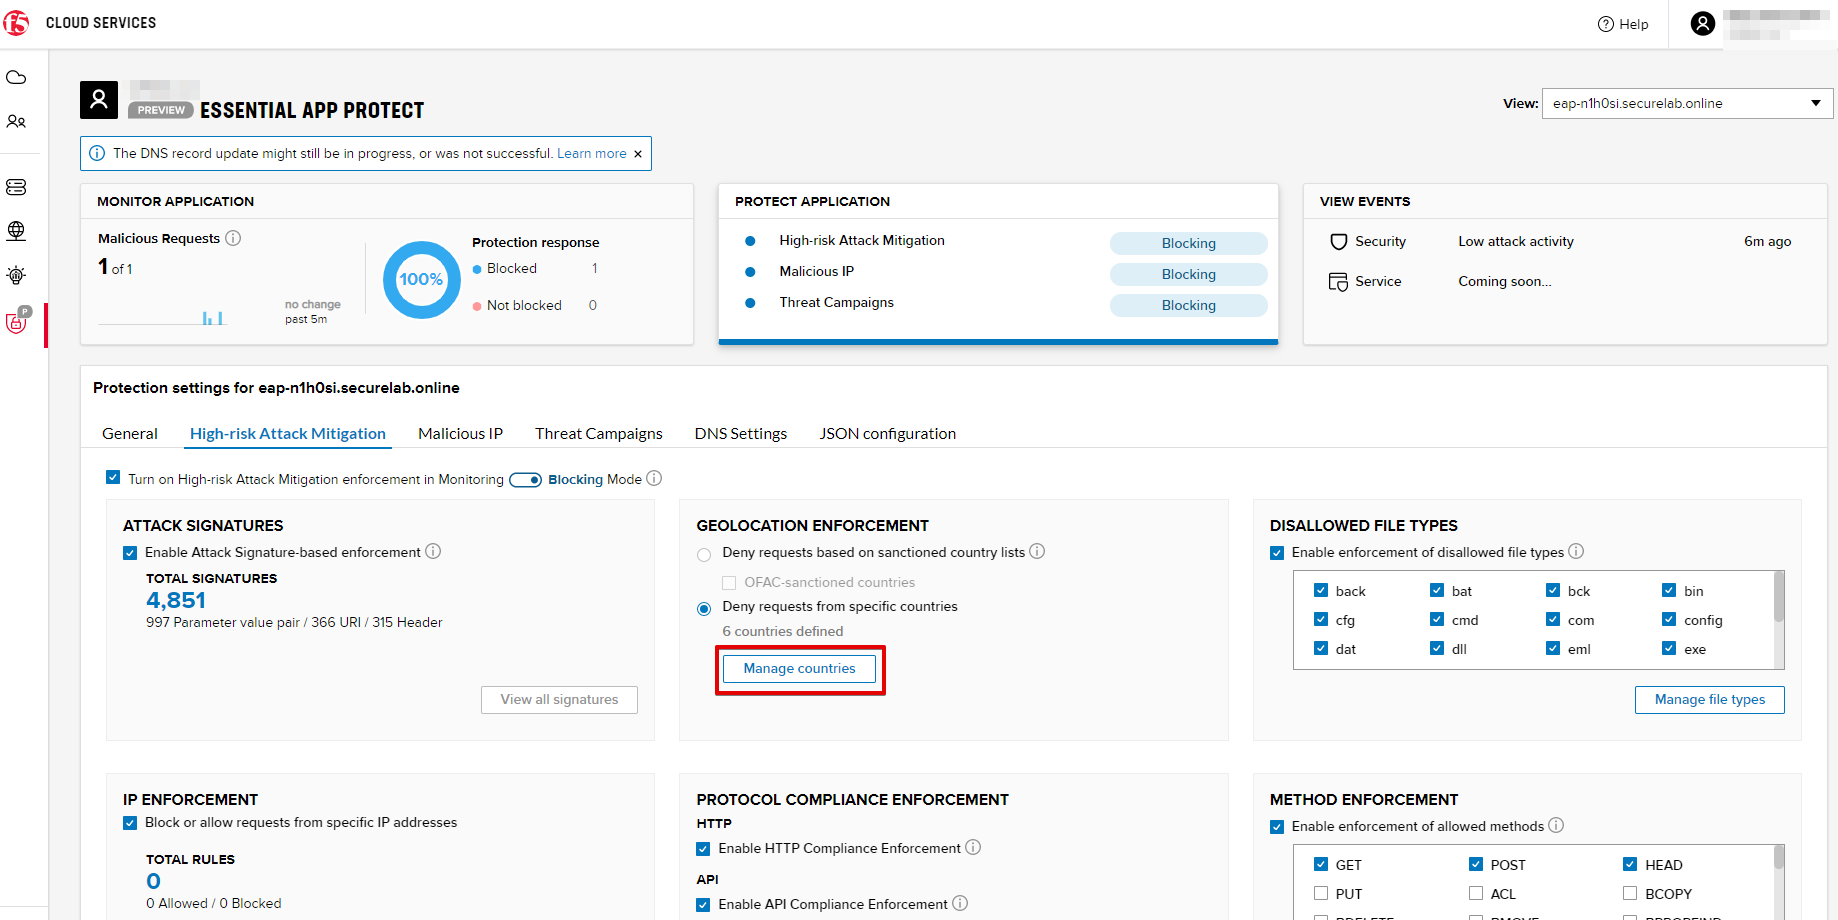 f5 CLOUD SERVICES
Help
PREVIEW ESSENTIAL APP PROTECT
View: eap-n1h0si.securelab.online
The DNS record update might still be in progress, or was not successful. Learn more ×
MONITOR APPLICATION
Malicious Requests
1 of 1
no change
past 5m
100%
Protection response
Blocked 1
Not blocked 0
PROTECT APPLICATION
High-risk Attack Mitigation Blocking
Malicious IP Blocking
Threat Campaigns Blocking
VIEW EVENTS
Security Low attack activity 6m ago
Service Coming soon...
P
Protection settings for eap-n1h0si.securelab.online
General High-risk Attack Mitigation Malicious IP Threat Campaigns DNS Settings JSON configuration
Turn on High-risk Attack Mitigation enforcement in Monitoring Blocking Mode
ATTACK SIGNATURES
Enable Attack Signature-based enforcement
TOTAL SIGNATURES
4,851
997 Parameter value pair / 366 URI / 315 Header
View all signatures
GEOLOCATION ENFORCEMENT
Deny requests based on sanctioned country lists
OFAC-sanctioned countries
Deny requests from specific countries
6 countries defined
Manage countries
DISALLOWED FILE TYPES
Enable enforcement of disallowed file types
back bat bck bin
cfg cmd com config
dat dll eml exe
Manage file types
IP ENFORCEMENT
Block or allow requests from specific IP addresses
TOTAL RULES
0
0 Allowed / 0 Blocked
PROTOCOL COMPLIANCE ENFORCEMENT
HTTP
Enable HTTP Compliance Enforcement
API
Enable API Compliance Enforcement
METHOD ENFORCEMENT
Enable enforcement of allowed methods
GET POST HEAD
PUT ACL BCOPY